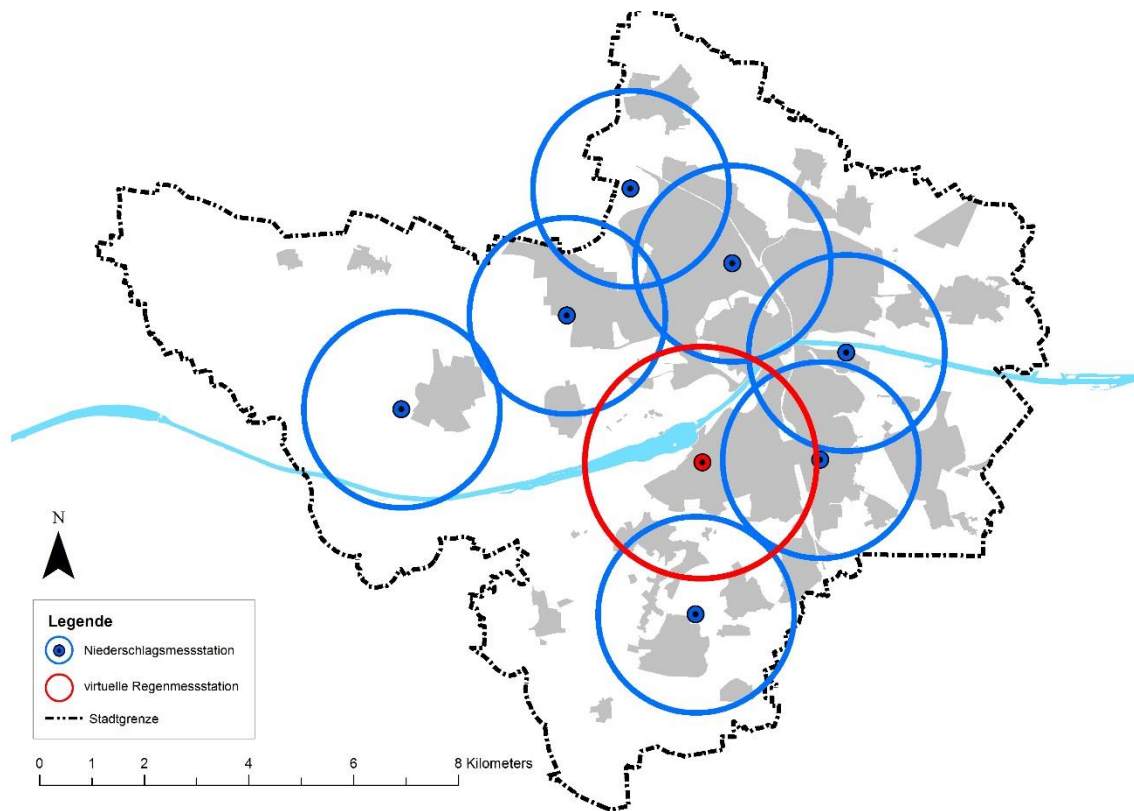 N
Legende
Niederschlagsmessstation
virtuelle Regenmessstation
Stadtgrenze
0 1 2 4 6 8 Kilometers